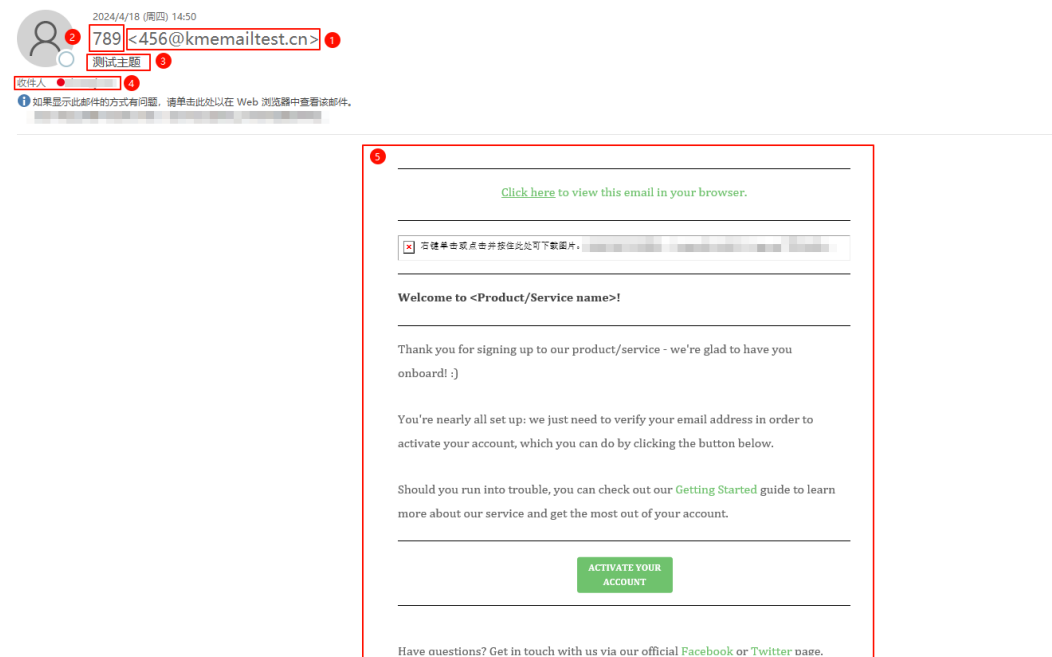 2024/4/18 (周四) 14:50
2 789 <456@kmemailtest.cn> 1
测试主题 3
收件人 4
如果显示此邮件的方式有问题，请单击此处以在 Web 浏览器中查看该邮件。
5
Click here to view this email in your browser.
右键单击或点击并按住此处可下载图片。
Welcome to <Product/Service name>!
Thank you for signing up to our product/service - we're glad to have you
onboard! :)
You're nearly all set up: we just need to verify your email address in order to
activate your account, which you can do by clicking the button below.
Should you run into trouble, you can check out our Getting Started guide to learn
more about our service and get the most out of your account.
ACTIVATE YOUR
ACCOUNT
Have questions? Get in touch with us via our official Facebook or Twitter page.